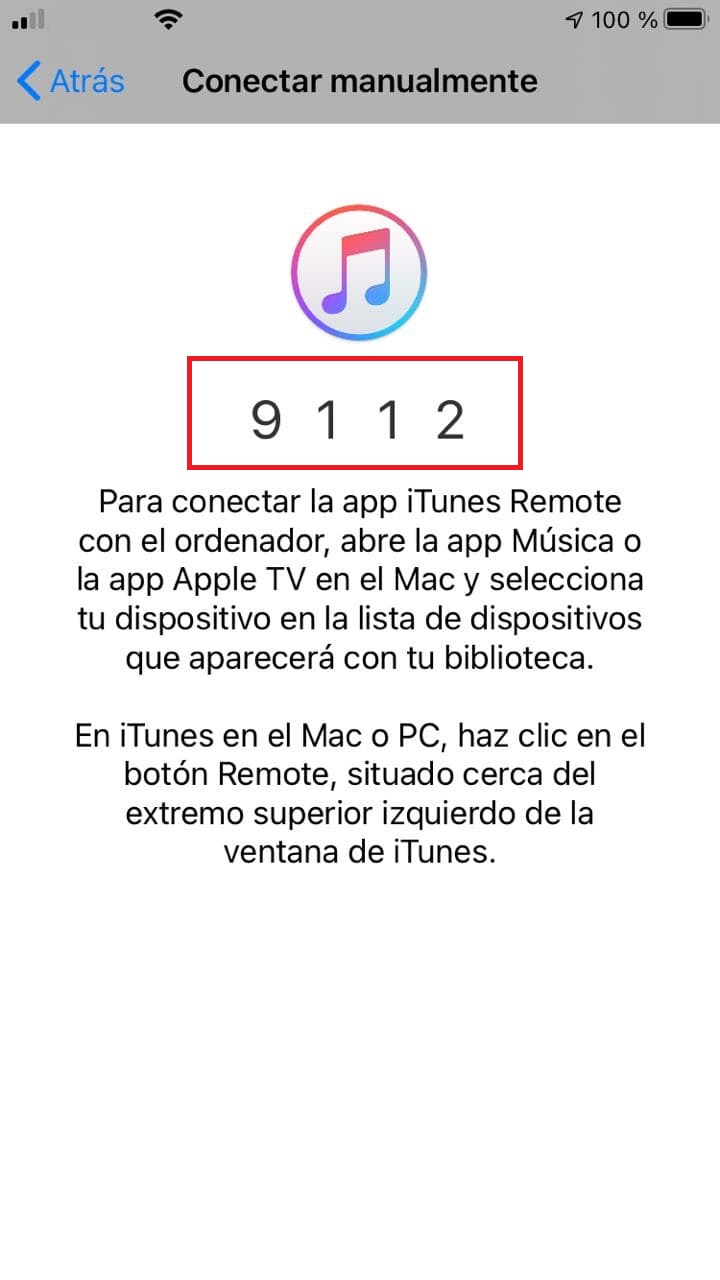 100 %
Atrás
Conectar manualmente
9 1 1 2
Para conectar la app iTunes Remote
con el ordenador, abre la app Música o
la app Apple TV en el Mac y selecciona
tu dispositivo en la lista de dispositivos
que aparecerá con tu biblioteca.
En iTunes en el Mac o PC, haz clic en el
botón Remote, situado cerca del
extremo superior izquierdo de la
ventana de iTunes.